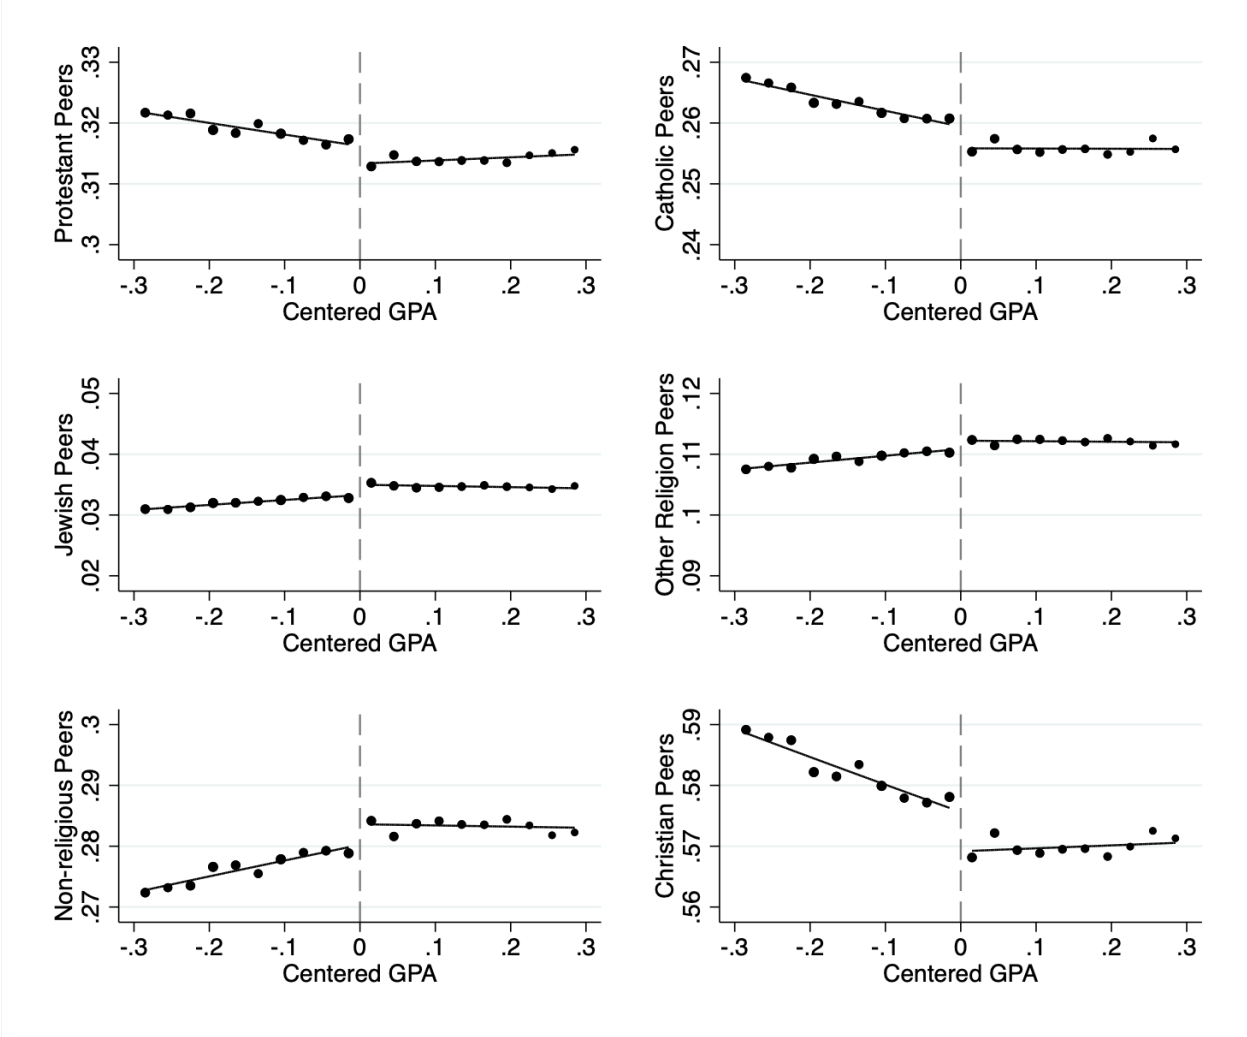 Protestant Peers
.33
.32
.31
.3
-.3 -.2 -.1 0 .1 .2 .3
Centered GPA
Catholic Peers
.27
.26
.25
.24
-.3 -.2 -.1 0 .1 .2 .3
Centered GPA
Jewish Peers
.05
.04
.03
.02
-.3 -.2 -.1 0 .1 .2 .3
Centered GPA
Other Religion Peers
.12
.11
.1
.09
-.3 -.2 -.1 0 .1 .2 .3
Centered GPA
Non-religious Peers
.3
.29
.28
.27
-.3 -.2 -.1 0 .1 .2 .3
Centered GPA
Christian Peers
.59
.58
.57
.56
-.3 -.2 -.1 0 .1 .2 .3
Centered GPA